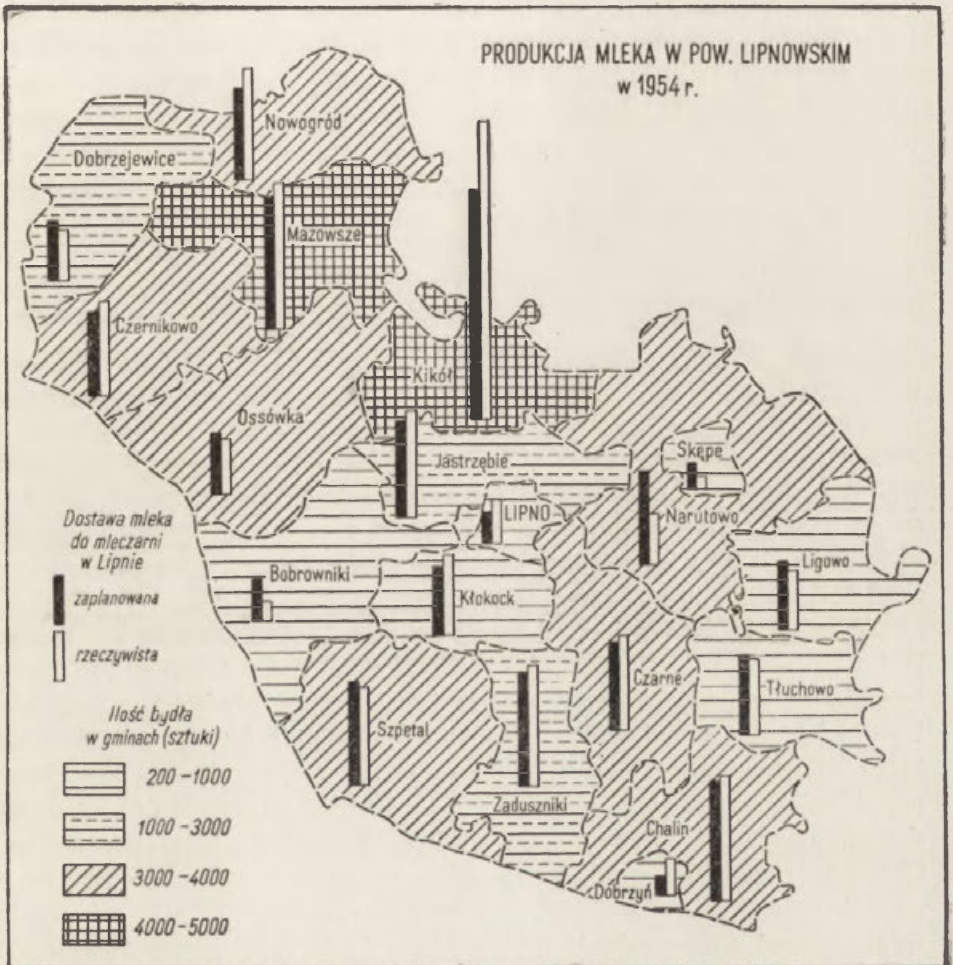 PRODUKCJA MLEKA W POW. LIPNOWSKIM
w 1954 r.
Nowogród
Dobrzejewice
Mazowsze
Czernikowo
Kikół
Ossówka
Jastrzębie
Skępe
LIPNO
Narutowo
Ligowo
Bobrowniki
Kłokock
Czarne
Tłuchowo
Szpetal
Zaduszniki
Chalin
Dobrzyń
Dostawa mleka
do mleczarni
w Lipnie
zaplanowana
rzeczywista
Ilość bydła
w gminach (sztuki)
200-1000
1000-3000
3000-4000
4000-5000